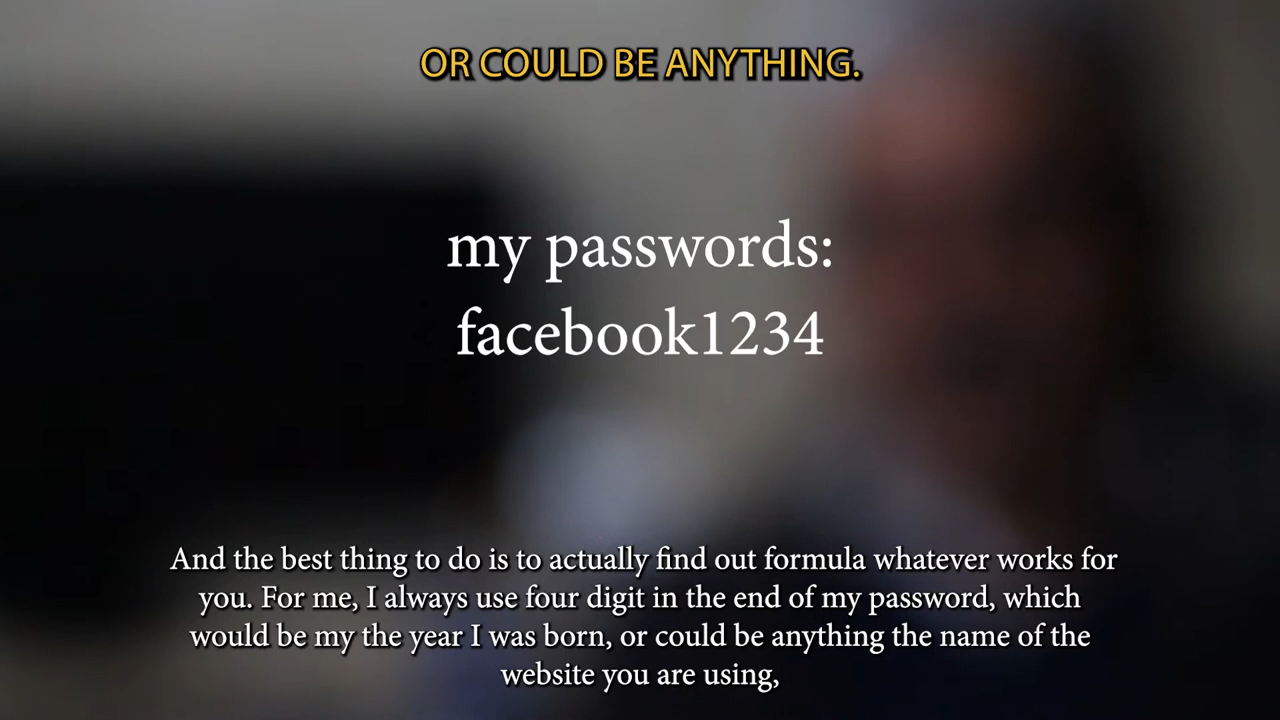 OR COULD BE ANYTHING.
my passwords:
facebook1234
And the best thing to do is to actually find out formula whatever works for
you. For me, I always use four digit in the end of my password, which
would be my the year I was born, or could be anything the name of the
website you are using,